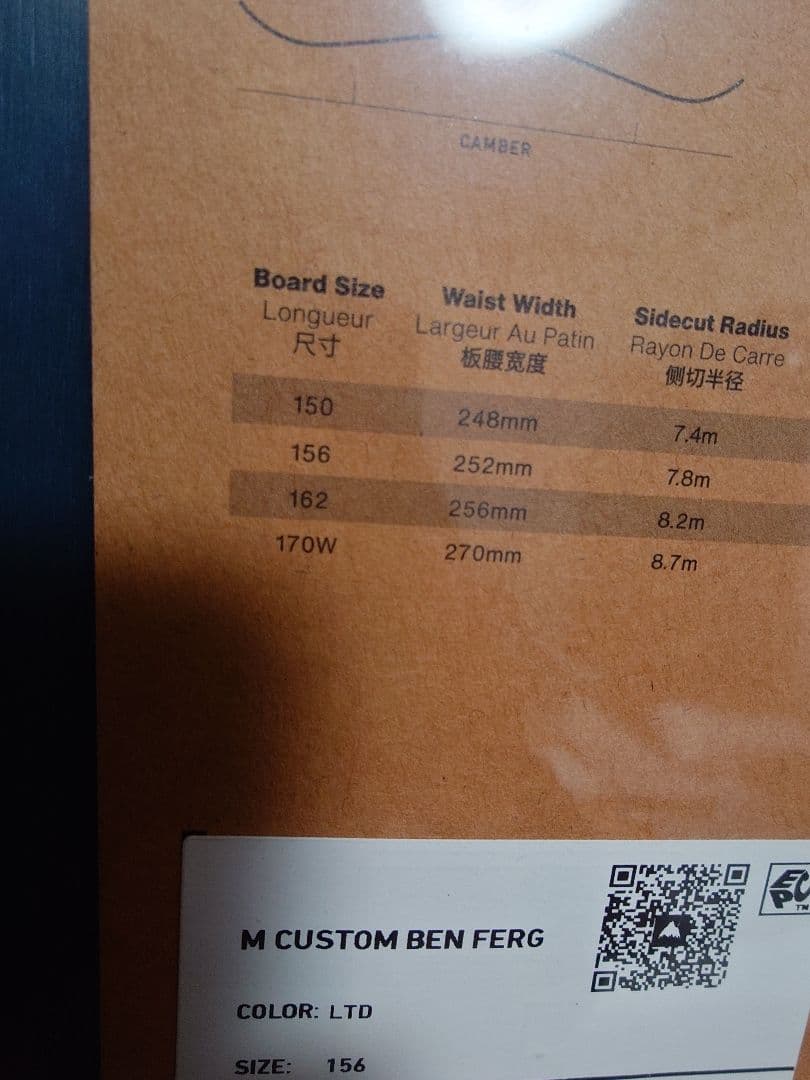 CAMBER
Board Size Waist Width Sidecut Radius
Longueur Largeur Au Patin Rayon De Carre
尺寸 板腰宽度 侧切半径
150 248mm 7.4m
156 252mm 7.8m
162 256mm 8.2m
170W 270mm 8.7m
M CUSTOM BEN FERG
COLOR: LTD
SIZE: 156